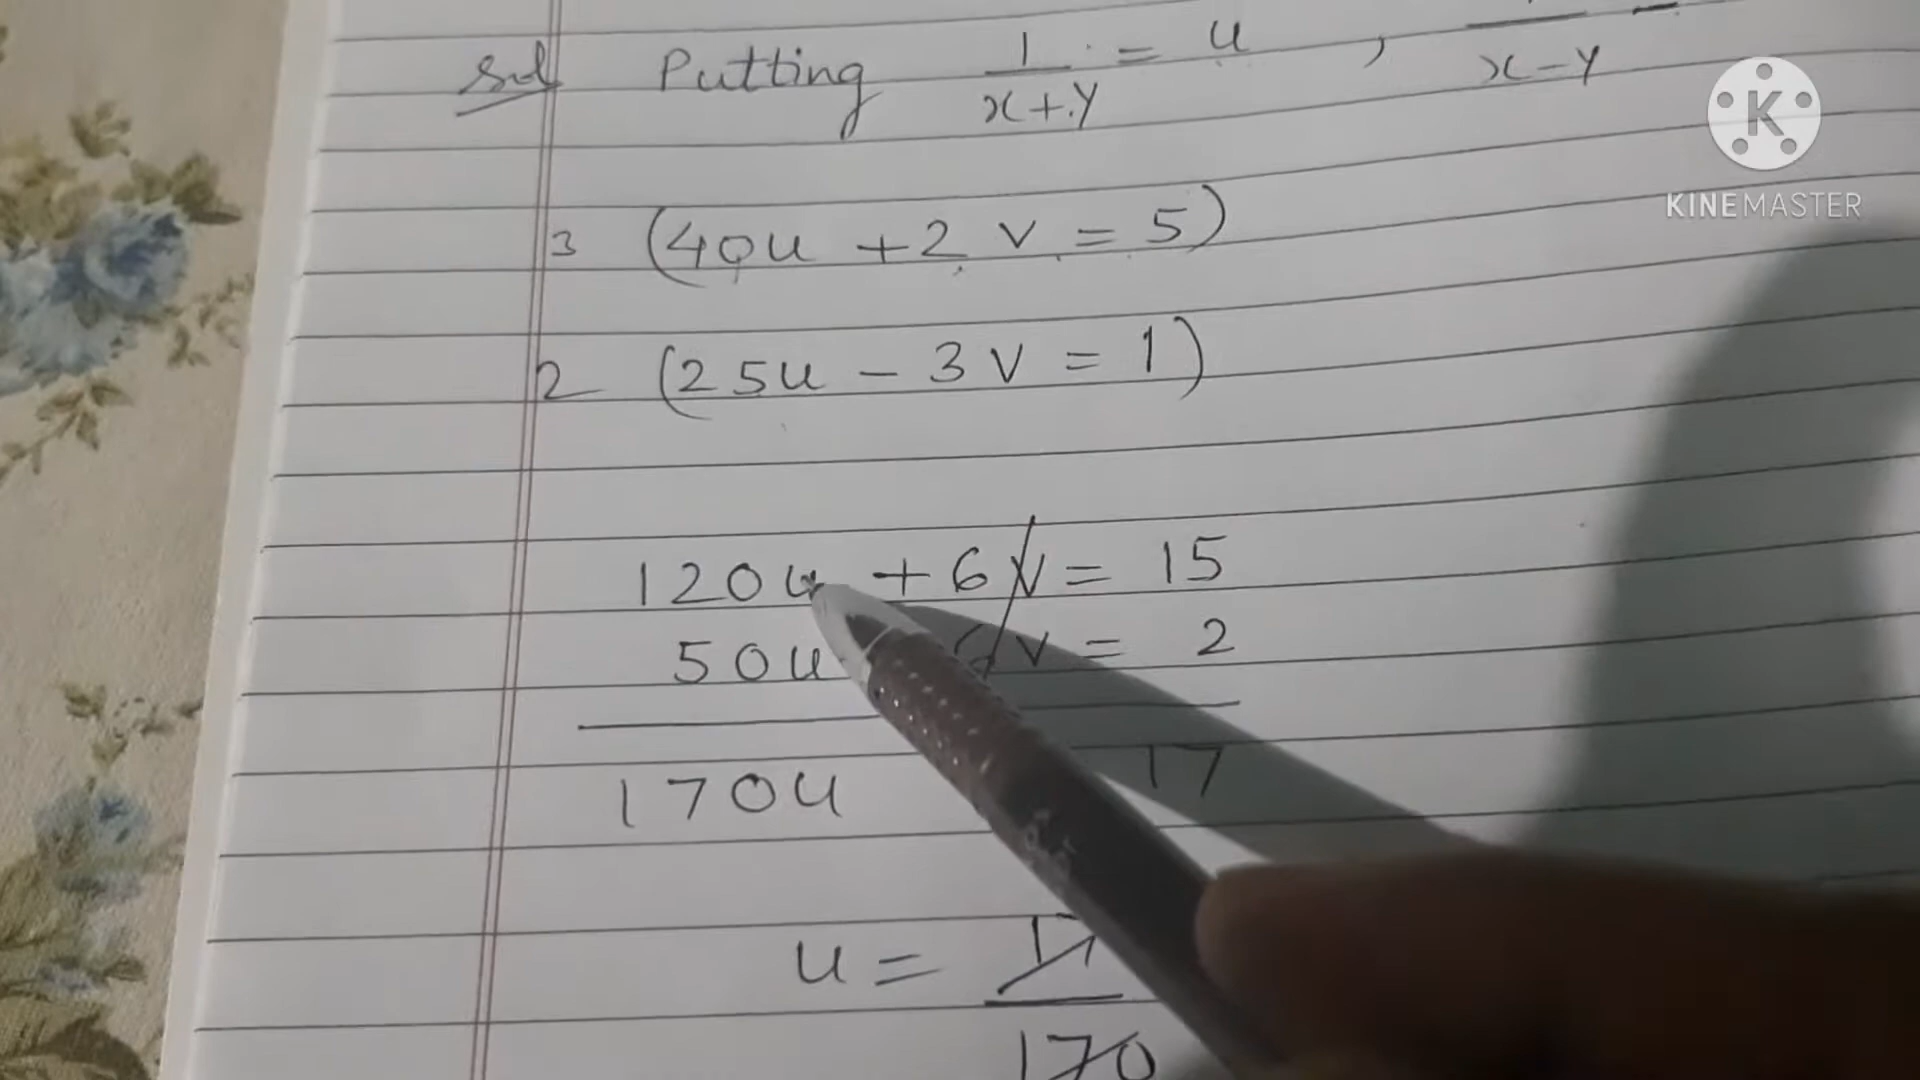 Sol Putting 1/(x+y) = u , /(x-y)
3 (40u + 2v = 5)
2 (25u - 3v = 1)
120u + 6v = 15
50u 6v = 2
170u 17
u = 17/170
K
KINEMASTER